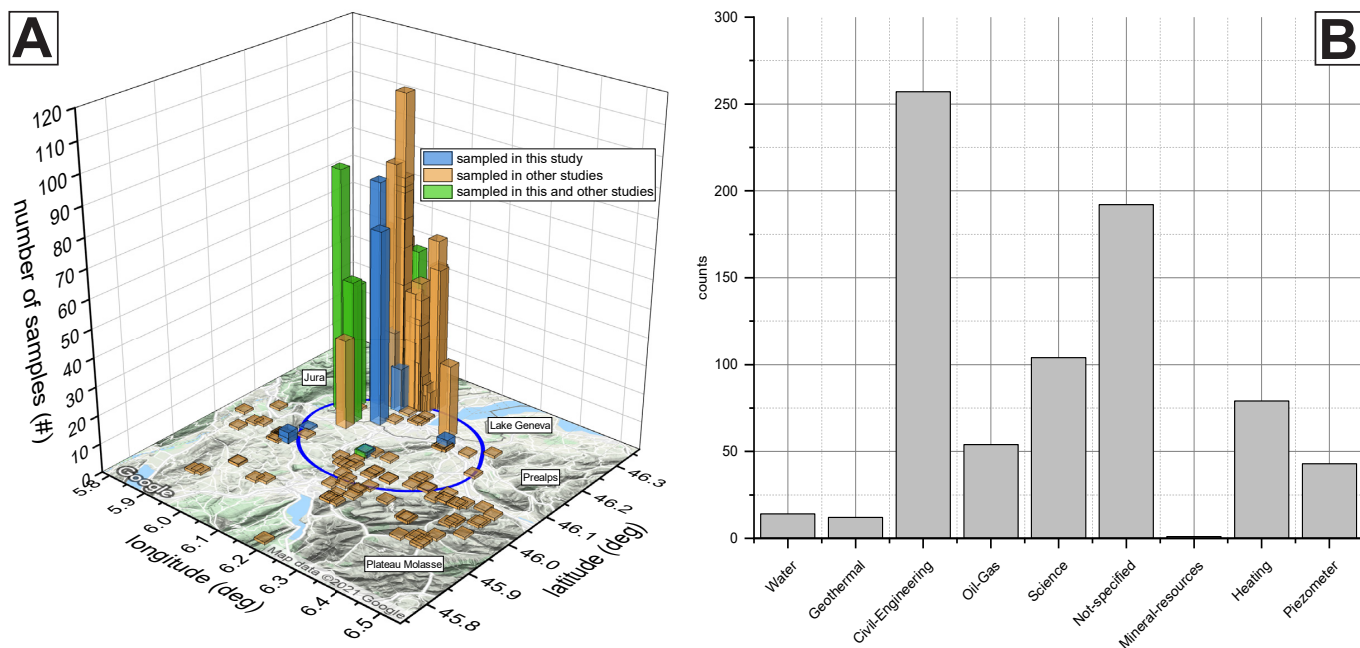 A
120
110
100
90
80
70
60
50
40
30
20
10
0
number of samples (#)
sampled in this study
sampled in other studies
sampled in this and other studies
Jura
Lake Geneva
Prealps
Plateau Molasse
Google
Map data ©2021 Google
5.8
5.9
6.0
6.1
6.2
6.3
6.4
6.5
longitude (deg)
46.3
46.2
46.1
46.0
45.9
45.8
latitude (deg)
B
300
250
200
150
100
50
0
counts
Water
Geothermal
Civil-Engineering
Oil-Gas
Science
Not-specified
Mineral-resources
Heating
Piezometer